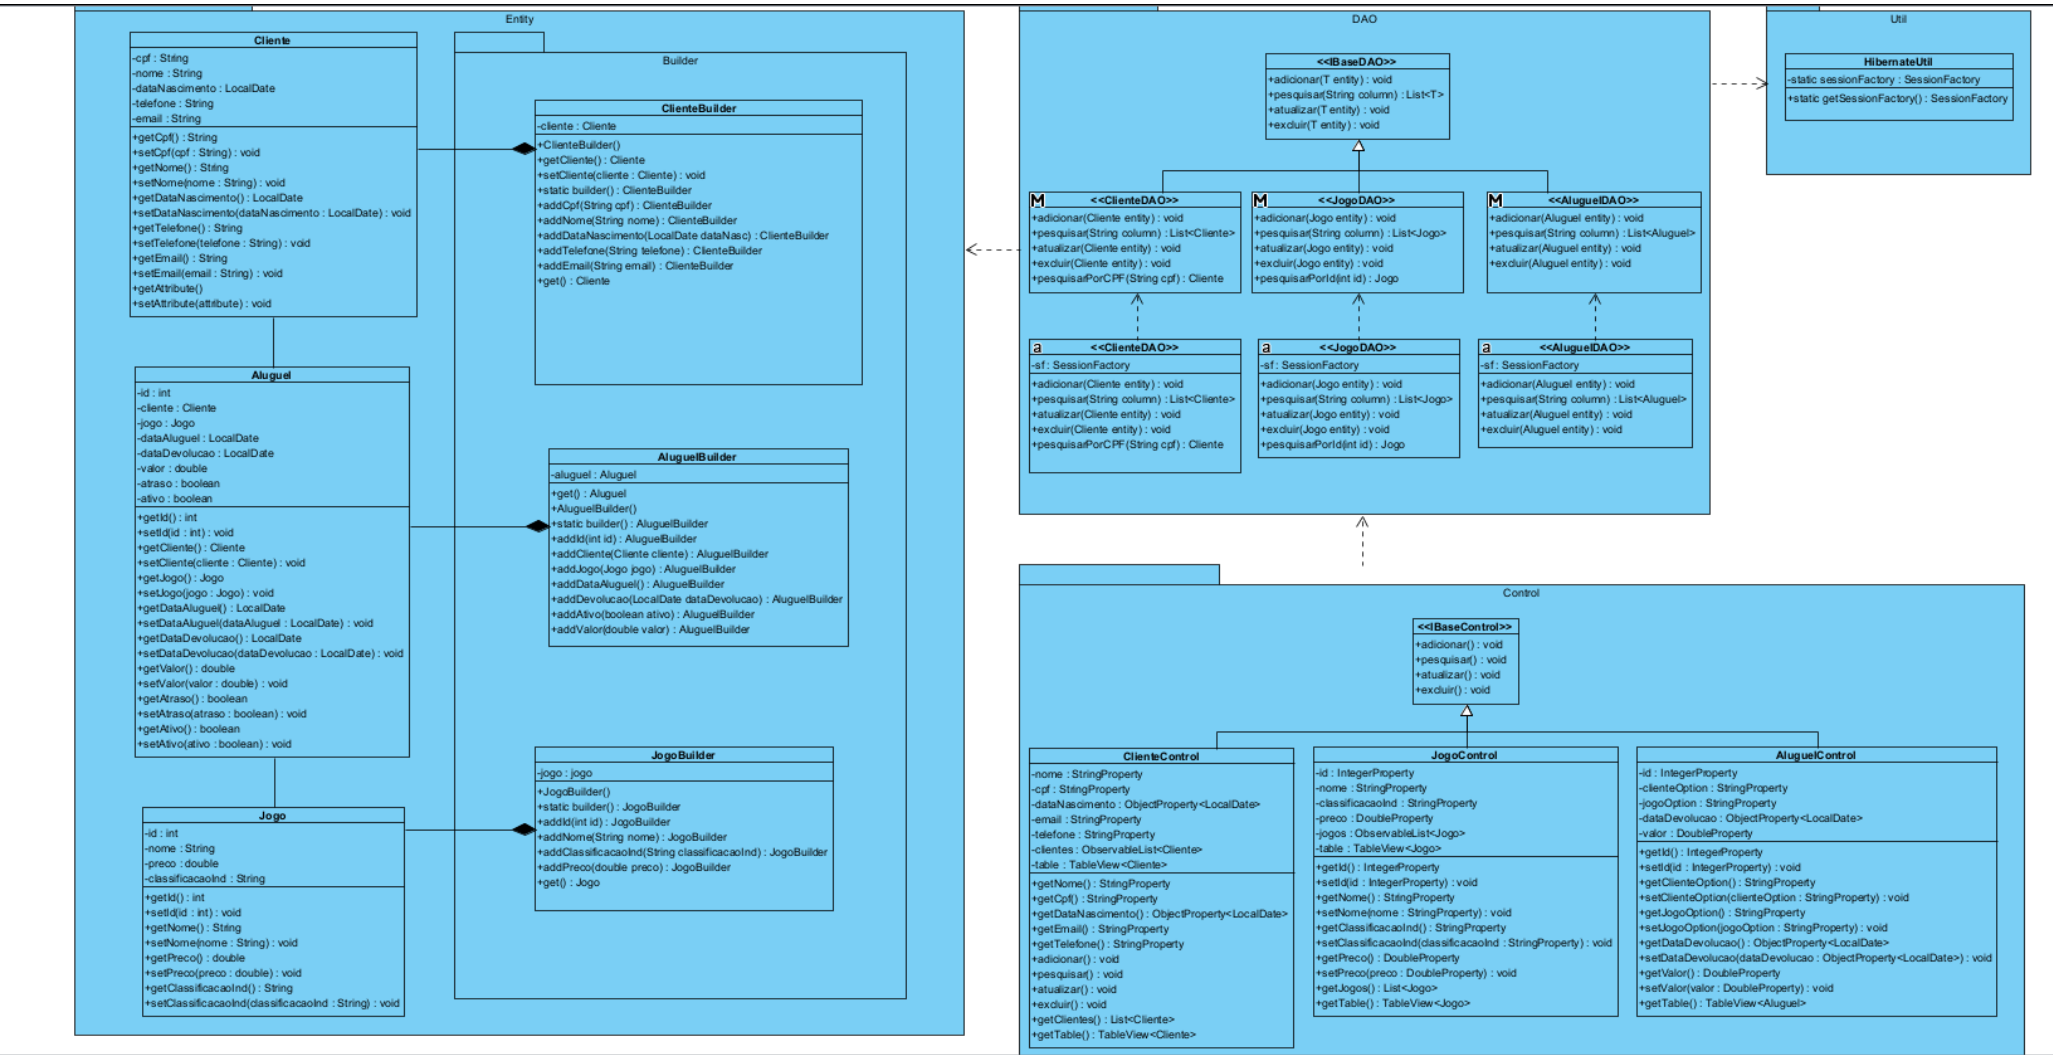 Entity
Cliente
-cpf : String
-nome : String
-dataNascimento : LocalDate
-telefone : String
-email : String
+getCpf() : String
+setCpf(cpf : String) : void
+getNome() : String
+setNome(nome : String) : void
+getDataNascimento() : LocalDate
+setDataNascimento(dataNascimento : LocalDate) : void
+getTelefone() : String
+setTelefone(telefone : String) : void
+getEmail() : String
+setEmail(email : String) : void
+getAttribute()
+setAttribute(attribute) : void
Aluguel
-id : int
-cliente : Cliente
-jogo : Jogo
-dataAluguel : LocalDate
-dataDevolucao : LocalDate
-valor : double
-atraso : boolean
-ativo : boolean
+getId() : int
+setId(id : int) : void
+getCliente() : Cliente
+setCliente(cliente : Cliente) : void
+getJogo() : Jogo
+setJogo(jogo : Jogo) : void
+getDataAluguel() : LocalDate
+setDataAluguel(dataAluguel : LocalDate) : void
+getDataDevolucao() : LocalDate
+setDataDevolucao(dataDevolucao : LocalDate) : void
+getValor() : double
+setValor(valor : double) : void
+getAtraso() : boolean
+setAtraso(atraso : boolean) : void
+getAtivo() : boolean
+setAtivo(ativo : boolean) : void
Jogo
-id : int
-nome : String
-preco : double
-classificacaoInd : String
+getId() : int
+setId(id : int) : void
+getNome() : String
+setNome(nome : String) : void
+getPreco() : double
+setPreco(preco : double) : void
+getClassificacaoInd() : String
+setClassificacaoInd(classificacaoInd : String) : void
Builder
ClienteBuilder
-cliente : Cliente
+ClienteBuilder()
+getCliente() : Cliente
+setCliente(cliente : Cliente) : void
+static builder() : ClienteBuilder
+addCpf(String cpf) : ClienteBuilder
+addNome(String nome) : ClienteBuilder
+addDataNascimento(LocalDate dataNasc) : ClienteBuilder
+addTelefone(String telefone) : ClienteBuilder
+addEmail(String email) : ClienteBuilder
+get() : Cliente
AluguelBuilder
-aluguel : Aluguel
+get() : Aluguel
+AluguelBuilder()
+static builder() : AluguelBuilder
+addId(int id) : AluguelBuilder
+addCliente(Cliente cliente) : AluguelBuilder
+addJogo(Jogo jogo) : AluguelBuilder
+addDataAluguel() : AluguelBuilder
+addDevolucao(LocalDate dataDevolucao) : AluguelBuilder
+addAtivo(boolean ativo) : AluguelBuilder
+addValor(double valor) : AluguelBuilder
JogoBuilder
-jogo : jogo
+JogoBuilder()
+static builder() : JogoBuilder
+addId(int id) : JogoBuilder
+addNome(String nome) : JogoBuilder
+addClassificacaoInd(String classificacaoInd) : JogoBuilder
+addPreco(double preco) : JogoBuilder
+get() : Jogo
DAO
<<IBaseDAO>>
+adicionar(T entity) : void
+pesquisar(String column) : List<T>
+atualizar(T entity) : void
+excluir(T entity) : void
M <<ClienteDAO>>
+adicionar(Cliente entity) : void
+pesquisar(String column) : List<Cliente>
+atualizar(Cliente entity) : void
+excluir(Cliente entity) : void
+pesquisarPorCPF(String cpf) : Cliente
M <<JogoDAO>>
+adicionar(Jogo entity) : void
+pesquisar(String column) : List<Jogo>
+atualizar(Jogo entity) : void
+excluir(Jogo entity) : void
+pesquisarPorId(int id) : Jogo
M <<AluguelDAO>>
+adicionar(Aluguel entity) : void
+pesquisar(String column) : List<Aluguel>
+atualizar(Aluguel entity) : void
+excluir(Aluguel entity) : void
a <<ClienteDAO>>
-sf : SessionFactory
+adicionar(Cliente entity) : void
+pesquisar(String column) : List<Cliente>
+atualizar(Cliente entity) : void
+excluir(Cliente entity) : void
+pesquisarPorCPF(String cpf) : Cliente
a <<JogoDAO>>
-sf : SessionFactory
+adicionar(Jogo entity) : void
+pesquisar(String column) : List<Jogo>
+atualizar(Jogo entity) : void
+excluir(Jogo entity) : void
+pesquisarPorId(int id) : Jogo
a <<AluguelDAO>>
-sf : SessionFactory
+adicionar(Aluguel entity) : void
+pesquisar(String column) : List<Aluguel>
+atualizar(Aluguel entity) : void
+excluir(Aluguel entity) : void
Util
HibernateUtil
-static sessionFactory : SessionFactory
+static getSessionFactory() : SessionFactory
Control
<<IBaseControl>>
+adicionar() : void
+pesquisar() : void
+atualizar() : void
+excluir() : void
ClienteControl
-nome : StringProperty
-cpf : StringProperty
-dataNascimento : ObjectProperty<LocalDate>
-email : StringProperty
-telefone : StringProperty
-clientes : ObservableList<Cliente>
-table : TableView<Cliente>
+getNome() : StringProperty
+getCpf() : StringProperty
+getDataNascimento() : ObjectProperty<LocalDate>
+getEmail() : StringProperty
+getTelefone() : StringProperty
+adicionar() : void
+pesquisar() : void
+atualizar() : void
+excluir() : void
+getClientes() : List<Cliente>
+getTable() : TableView<Cliente>
JogoControl
-id : IntegerProperty
-nome : StringProperty
-classificacaoInd : StringProperty
-preco : DoubleProperty
-jogos : ObservableList<Jogo>
-table : TableView<Jogo>
+getId() : IntegerProperty
+setId(id : IntegerProperty) : void
+getNome() : StringProperty
+setNome(nome : StringProperty) : void
+getClassificacaoInd() : StringProperty
+setClassificacaoInd(classificacaoInd : StringProperty) : void
+getPreco() : DoubleProperty
+setPreco(preco : DoubleProperty) : void
+getJogos() : List<Jogo>
+getTable() : TableView<Jogo>
AluguelControl
-id : IntegerProperty
-clienteOption : StringProperty
-jogoOption : StringProperty
-dataDevolucao : ObjectProperty<LocalDate>
-valor : DoubleProperty
+getId() : IntegerProperty
+setId(id : IntegerProperty) : void
+getClienteOption() : StringProperty
+setClienteOption(clienteOption : StringProperty) : void
+getJogoOption() : StringProperty
+setJogoOption(jogoOption : StringProperty) : void
+getDataDevolucao() : ObjectProperty<LocalDate>
+setDataDevolucao(dataDevolucao : ObjectProperty<LocalDate>) : void
+getValor() : DoubleProperty
+setValor(valor : DoubleProperty) : void
+getTable() : TableView<Aluguel>